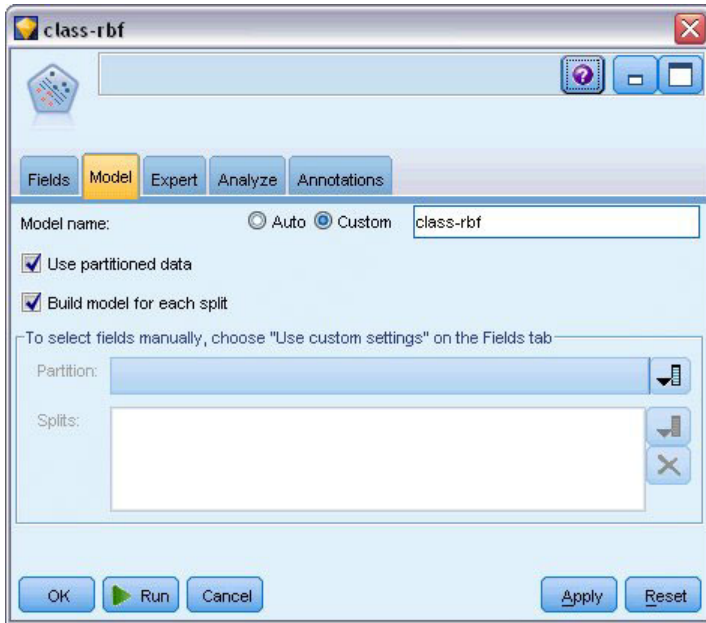 class-rbf
?
Fields Model Expert Analyze Annotations
Model name: Auto Custom class-rbf
Use partitioned data
Build model for each split
To select fields manually, choose "Use custom settings" on the Fields tab
Partition:
Splits:
OK Run Cancel Apply Reset